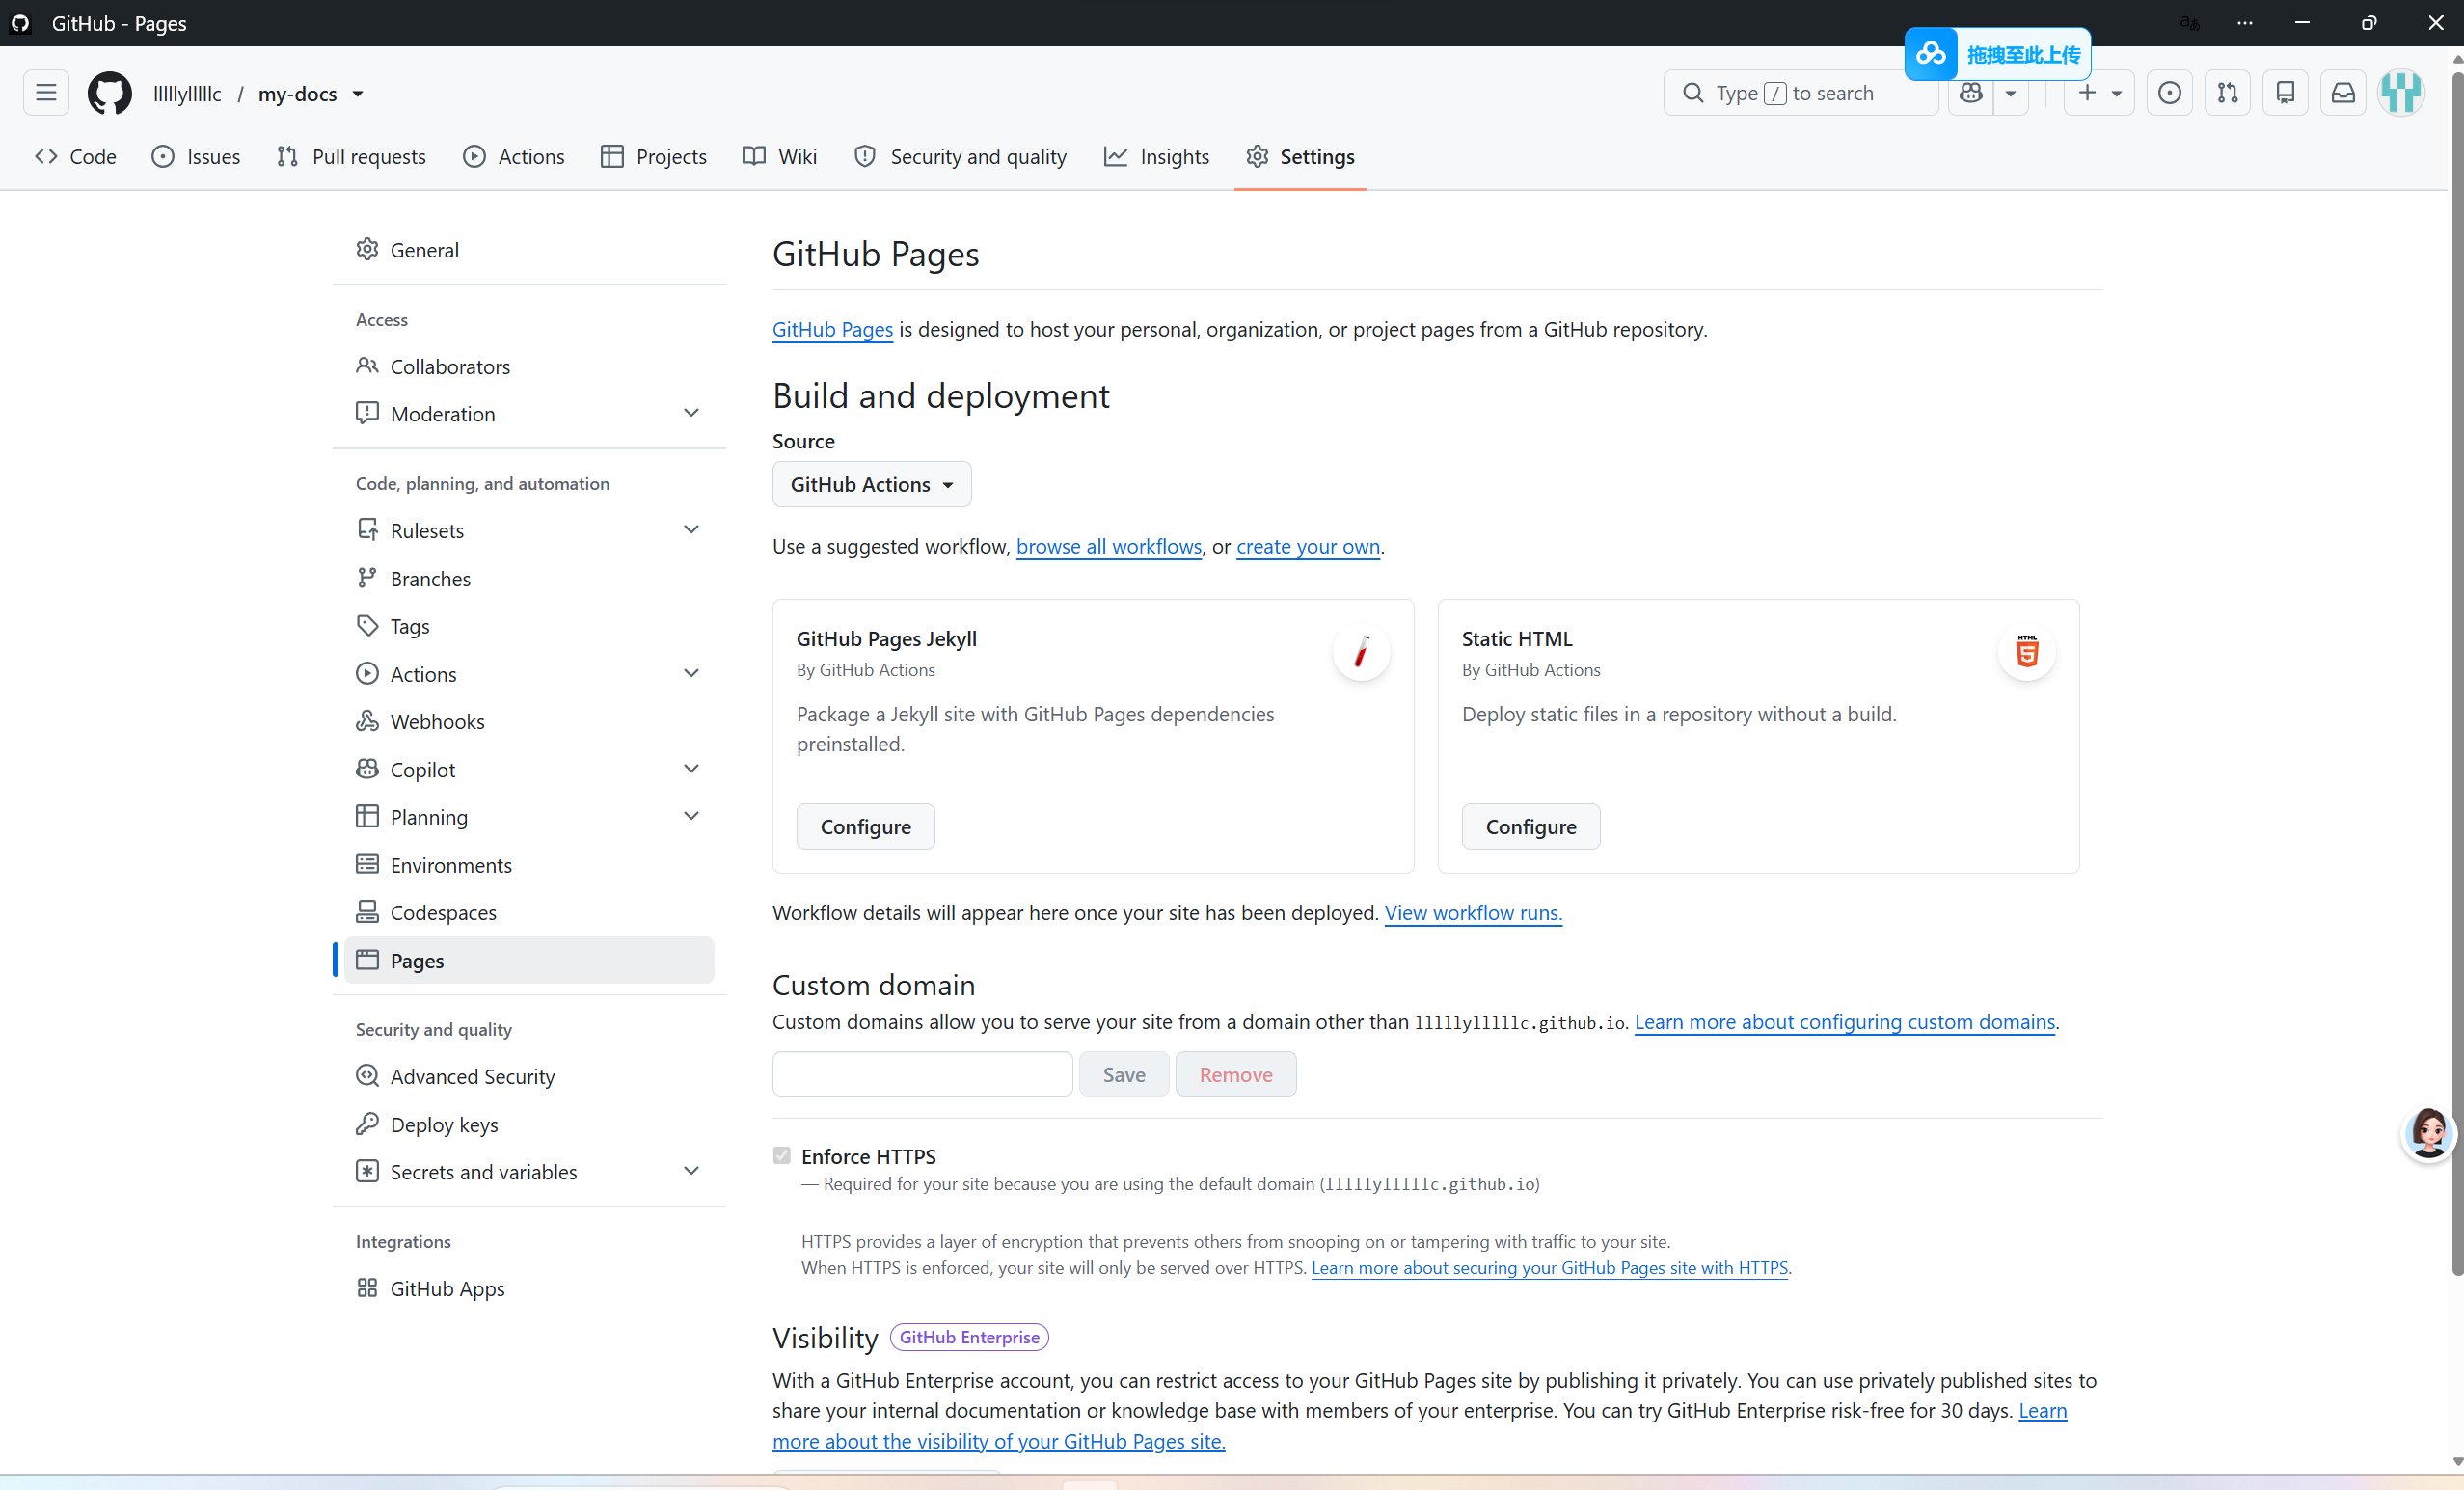 GitHub - Pages
拖拽至此上传
lllllylllllc / my-docs
Type / to search
Code
Issues
Pull requests
Actions
Projects
Wiki
Security and quality
Insights
Settings
General
Access
Collaborators
Moderation
Code, planning, and automation
Rulesets
Branches
Tags
Actions
Webhooks
Copilot
Planning
Environments
Codespaces
Pages
Security and quality
Advanced Security
Deploy keys
Secrets and variables
Integrations
GitHub Apps
GitHub Pages
GitHub Pages is designed to host your personal, organization, or project pages from a GitHub repository.
Build and deployment
Source
GitHub Actions
Use a suggested workflow, browse all workflows, or create your own.
GitHub Pages Jekyll
By GitHub Actions
Package a Jekyll site with GitHub Pages dependencies
preinstalled.
Configure
Static HTML
By GitHub Actions
HTML
5
Deploy static files in a repository without a build.
Configure
Workflow details will appear here once your site has been deployed. View workflow runs.
Custom domain
Custom domains allow you to serve your site from a domain other than lllllylllllc.github.io. Learn more about configuring custom domains.
Save
Remove
Enforce HTTPS
— Required for your site because you are using the default domain (lllllylllllc.github.io)
HTTPS provides a layer of encryption that prevents others from snooping on or tampering with traffic to your site.
When HTTPS is enforced, your site will only be served over HTTPS. Learn more about securing your GitHub Pages site with HTTPS.
Visibility GitHub Enterprise
With a GitHub Enterprise account, you can restrict access to your GitHub Pages site by publishing it privately. You can use privately published sites to
share your internal documentation or knowledge base with members of your enterprise. You can try GitHub Enterprise risk-free for 30 days. Learn
more about the visibility of your GitHub Pages site.